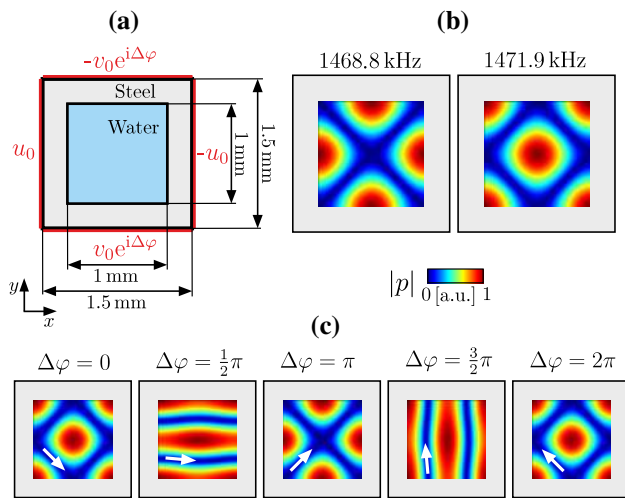 (a)
-v₀e^{iΔφ}
Steel
Water
u₀
-u₀
1 mm
1.5 mm
v₀e^{iΔφ}
1 mm
1.5 mm
y
x
(b)
1468.8 kHz
1471.9 kHz
|p|
0 [a.u.] 1
(c)
Δφ = 0
Δφ = ½π
Δφ = π
Δφ = 3/2π
Δφ = 2π